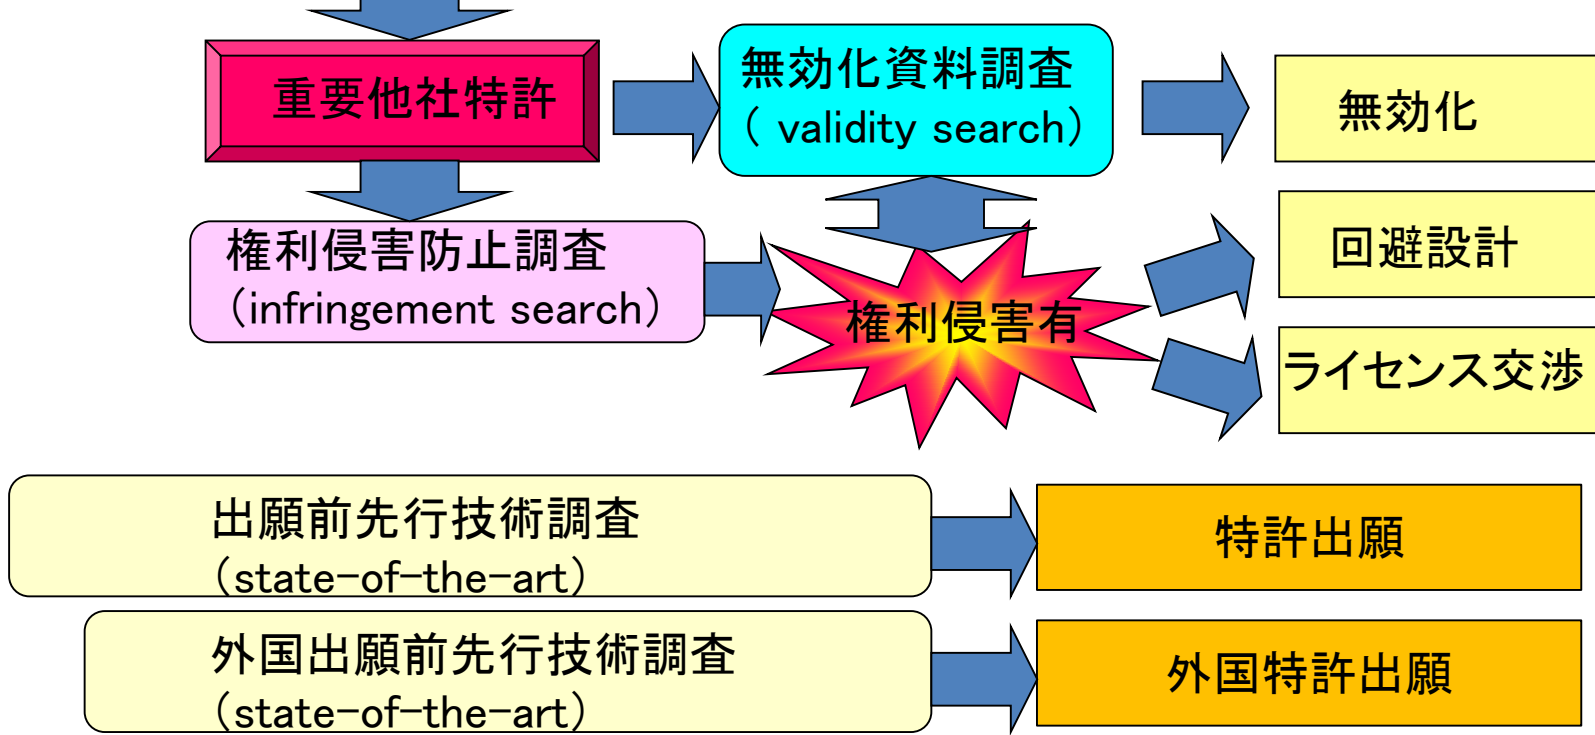 重要他社特許
無効化資料調査
( validity search)
無効化
権利侵害防止調査
(infringement search)
権利侵害有
回避設計
ライセンス交渉
出願前先行技術調査
(state-of-the-art)
特許出願
外国出願前先行技術調査
(state-of-the-art)
外国特許出願